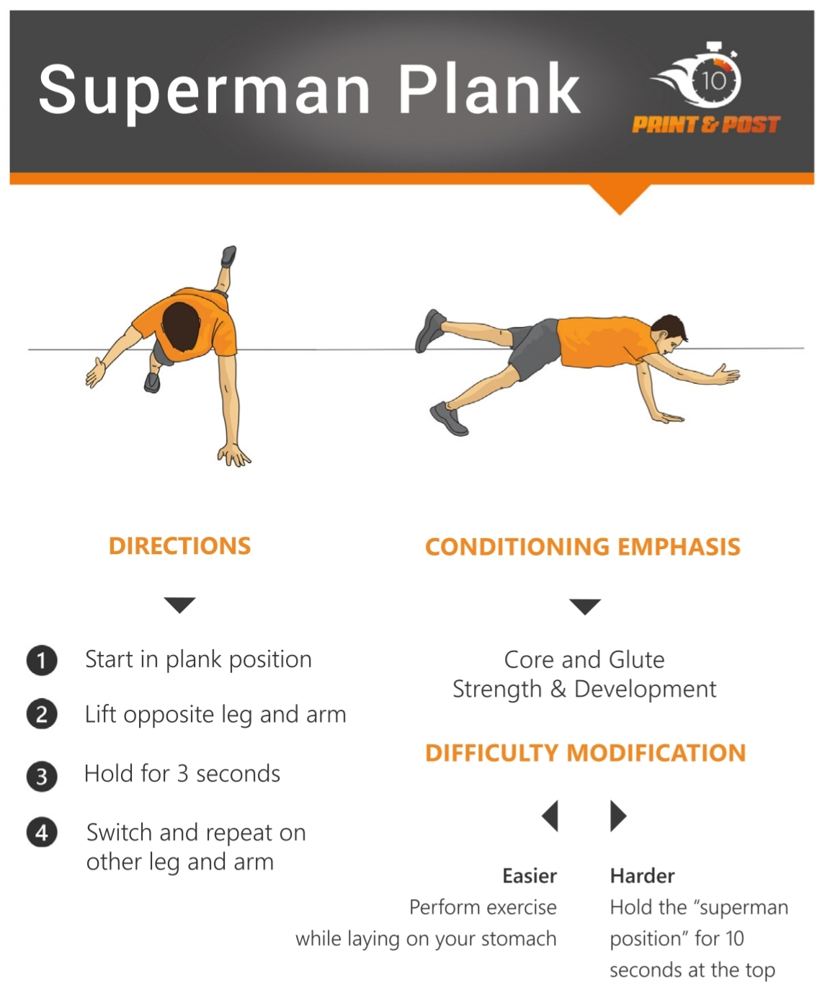 Superman Plank
10
PRINT & POST
DIRECTIONS
1 Start in plank position
2 Lift opposite leg and arm
3 Hold for 3 seconds
4 Switch and repeat on
other leg and arm
CONDITIONING EMPHASIS
Core and Glute
Strength & Development
DIFFICULTY MODIFICATION
Easier
Perform exercise
while laying on your stomach
Harder
Hold the “superman
position” for 10
seconds at the top